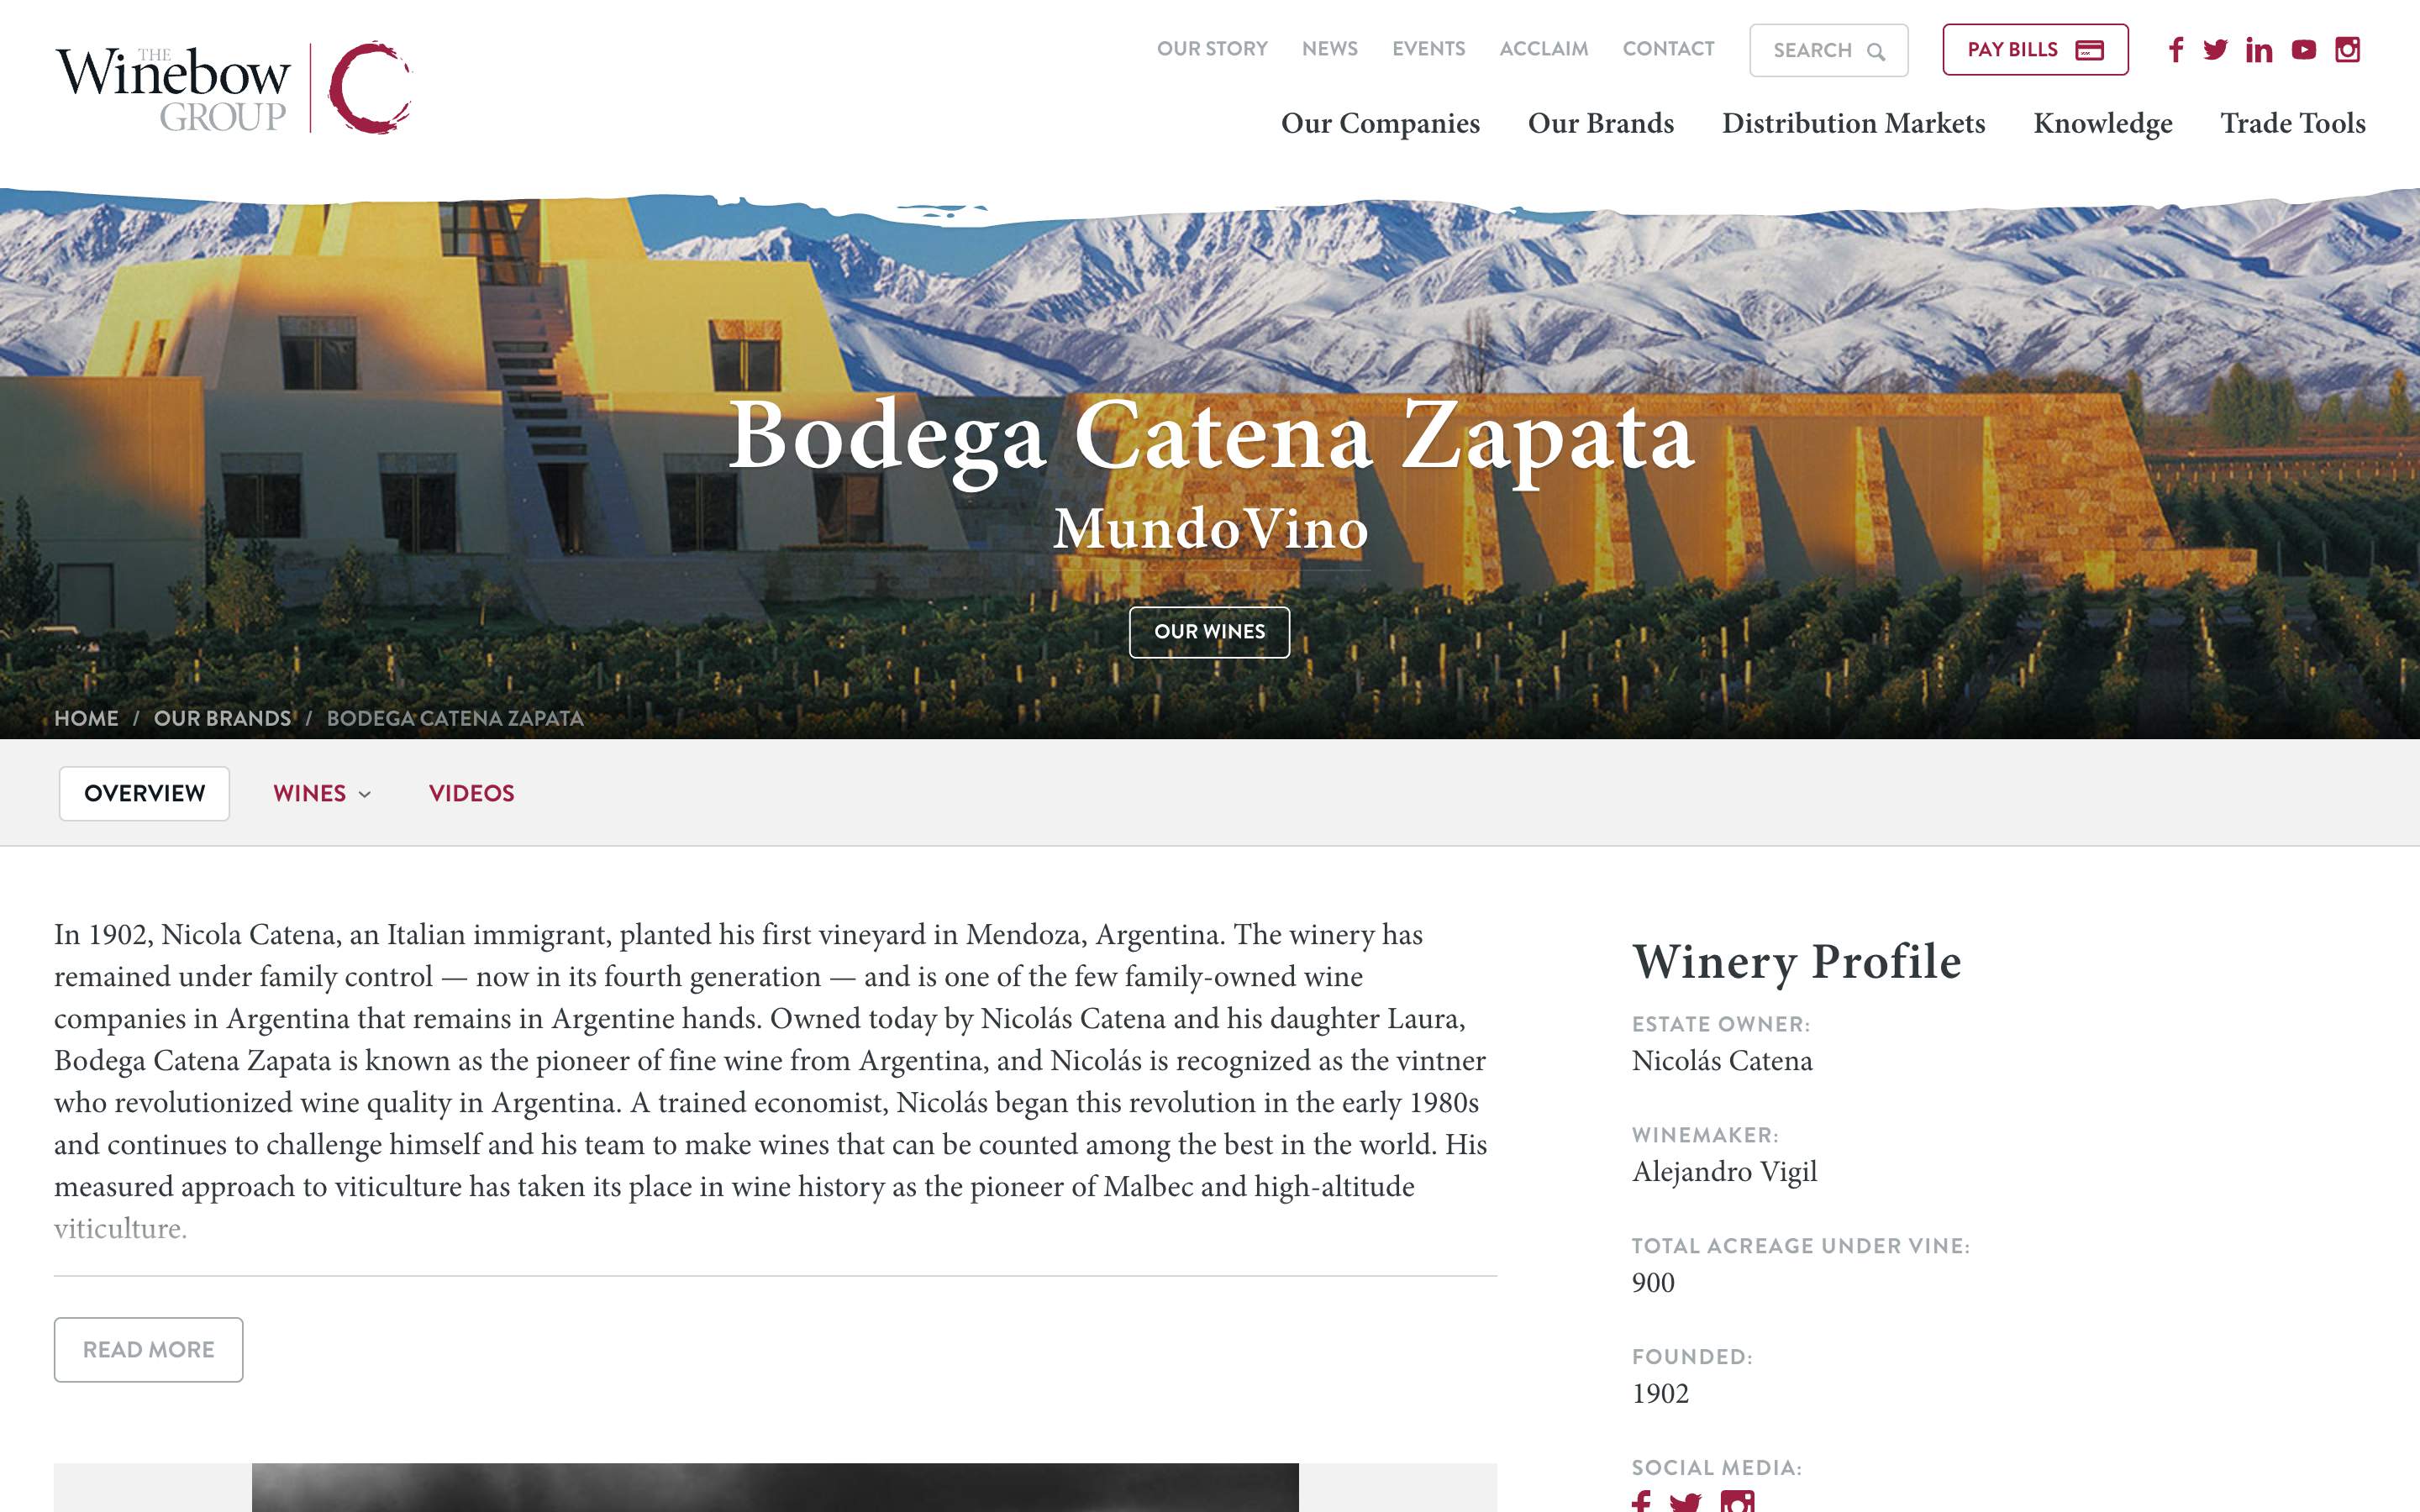 THE
Winebow
GROUP
OUR STORY NEWS EVENTS ACCLAIM CONTACT SEARCH PAY BILLS
Our Companies Our Brands Distribution Markets Knowledge Trade Tools
Bodega Catena Zapata
MundoVino
OUR WINES
HOME / OUR BRANDS / BODEGA CATENA ZAPATA
OVERVIEW WINES VIDEOS
In 1902, Nicola Catena, an Italian immigrant, planted his first vineyard in Mendoza, Argentina. The winery has
remained under family control — now in its fourth generation — and is one of the few family-owned wine
companies in Argentina that remains in Argentine hands. Owned today by Nicolás Catena and his daughter Laura,
Bodega Catena Zapata is known as the pioneer of fine wine from Argentina, and Nicolás is recognized as the vintner
who revolutionized wine quality in Argentina. A trained economist, Nicolás began this revolution in the early 1980s
and continues to challenge himself and his team to make wines that can be counted among the best in the world. His
measured approach to viticulture has taken its place in wine history as the pioneer of Malbec and high-altitude
viticulture.
READ MORE
Winery Profile
ESTATE OWNER:
Nicolás Catena
WINEMAKER:
Alejandro Vigil
TOTAL ACREAGE UNDER VINE:
900
FOUNDED:
1902
SOCIAL MEDIA: